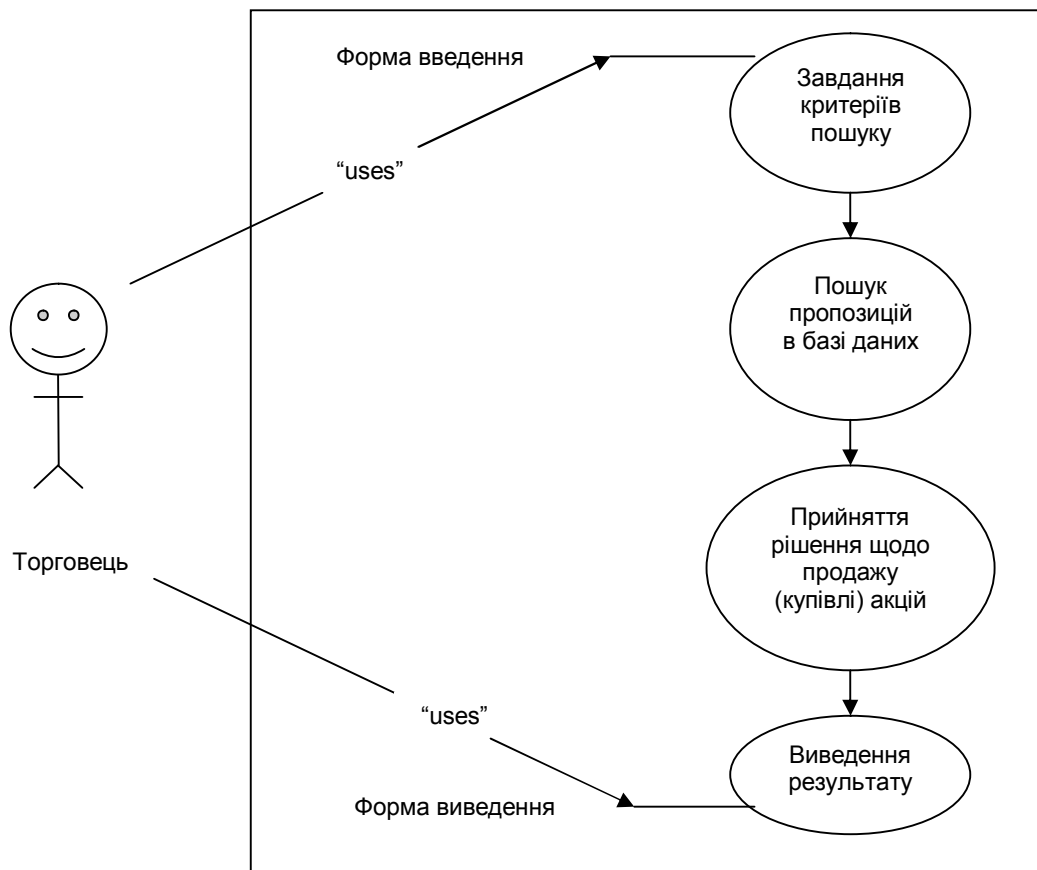 Форма введення
Завдання
критеріїв
пошуку
“uses”
Пошук
пропозицій
в базі даних
Прийняття
рішення щодо
продажу
(купівлі) акцій
Торговець
“uses”
Виведення
результату
Форма виведення